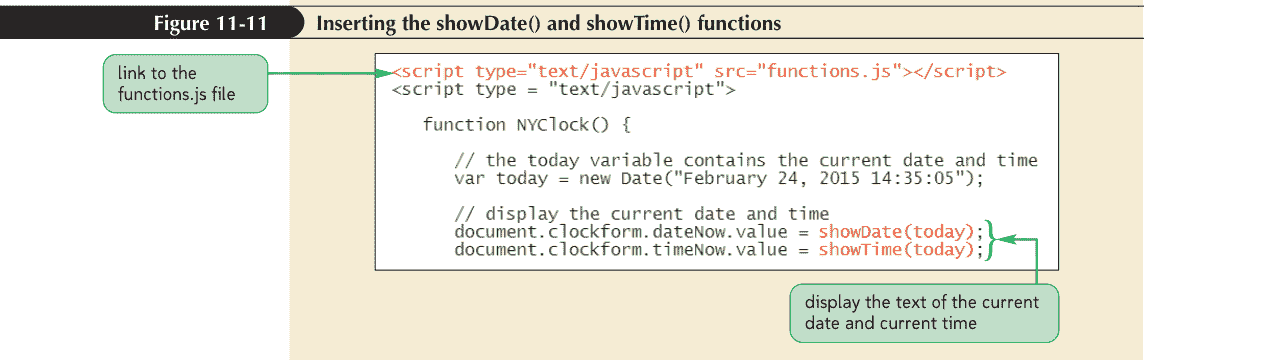 Figure 11-11 Inserting the showDate() and showTime() functions
link to the
functions.js file
<script type="text/javascript" src="functions.js"></script>
<script type = "text/javascript">
function NYClock() {
// the today variable contains the current date and time
var today = new Date("February 24, 2015 14:35:05");
// display the current date and time
document.clockform.dateNow.value = showDate(today);
document.clockform.timeNow.value = showTime(today);
display the text of the current
date and current time